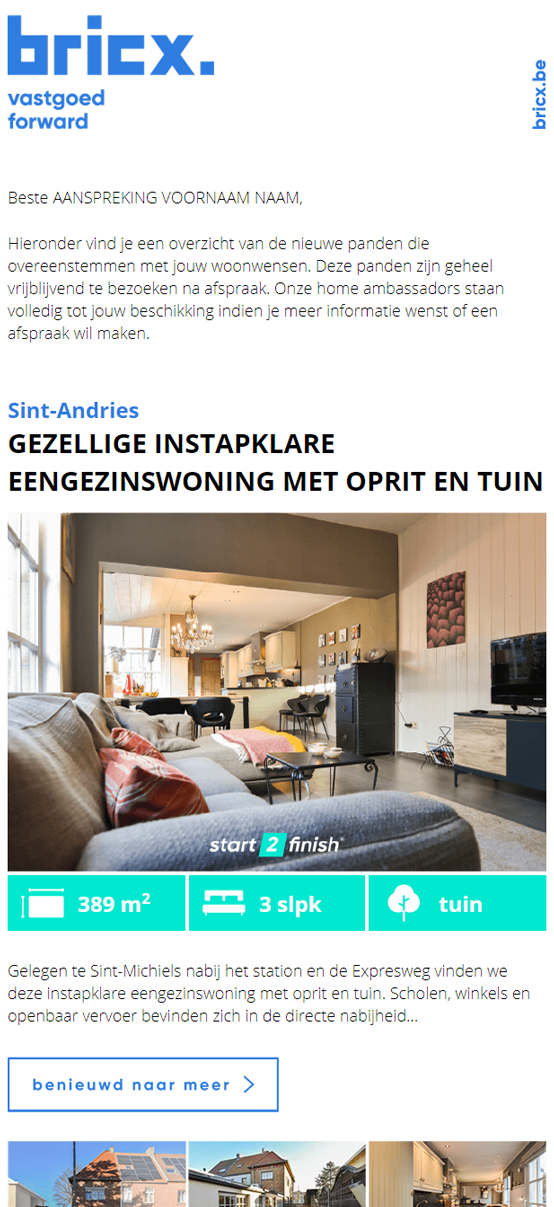 bricx.
vastgoed
forward
bricx.be
Beste AANSPREKING VOORNAAM NAAM,
Hieronder vind je een overzicht van de nieuwe panden die
overeenstemmen met jouw woonwensen. Deze panden zijn geheel
vrijblijvend te bezoeken na afspraak. Onze home ambassadors staan
volledig tot jouw beschikking indien je meer informatie wenst of een
afspraak wil maken.
Sint-Andries
GEZELLIGE INSTAPKLARE
EENGEZINSWONING MET OPRIT EN TUIN
start 2 finish
389 m²
3 slpk
tuin
Gelegen te Sint-Michiels nabij het station en de Expresweg vinden we
deze instapklare eengezinswoning met oprit en tuin. Scholen, winkels en
openbaar vervoer bevinden zich in de directe nabijheid...
benieuwd naar meer